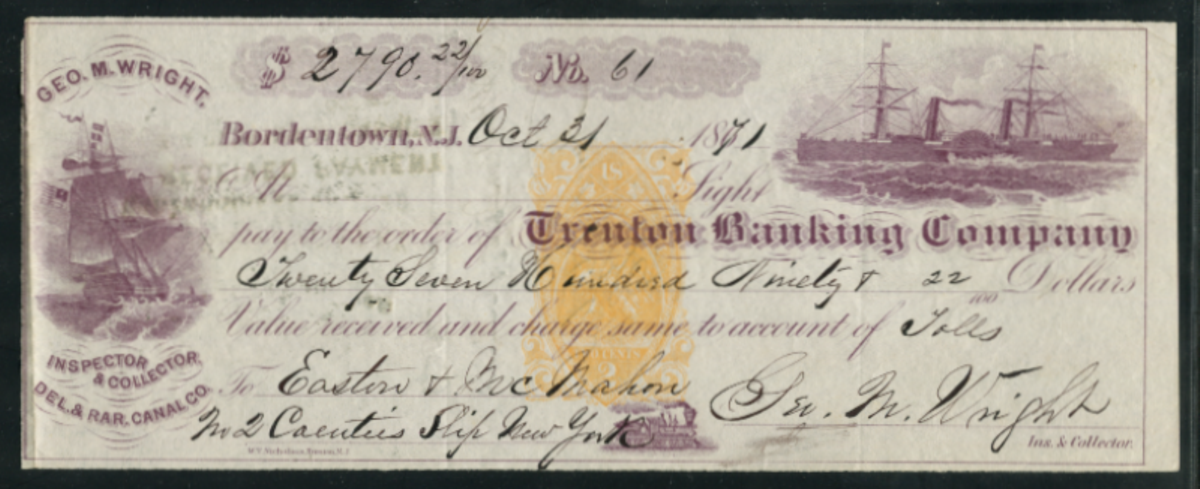 GEO. M. WRIGHT,
INSPECTOR
& COLLECTOR,
DEL. & RAR. CANAL CO.
$ 2790. 22/100 No. 61
Bordentown, N.J. Oct 31 1871
At Sight
pay to the order of Trenton Banking Company
Twenty Seven Hundred Ninety & 22/100 Dollars
Value received and charge same to account of Tolls
To Easton & McMahon
No 2 Coenties Slip New York
Geo. M. Wright
Ins. & Collector.